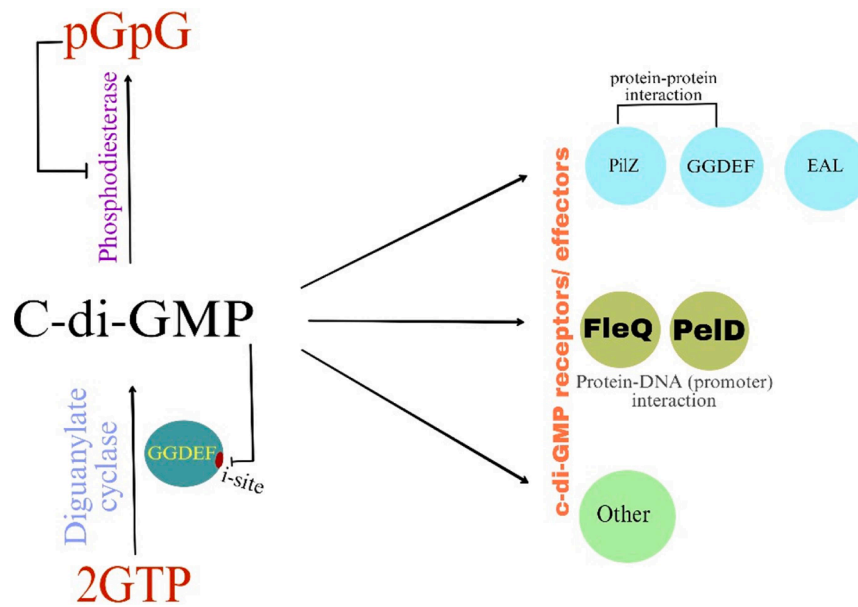 pGpG
Phosphodiesterase
C-di-GMP
Diguanylate
cyclase
GGDEF
i-site
2GTP
c-di-GMP receptors/ effectors
protein-protein
interaction
PilZ
GGDEF
EAL
FleQ
PelD
Protein-DNA (promoter)
interaction
Other